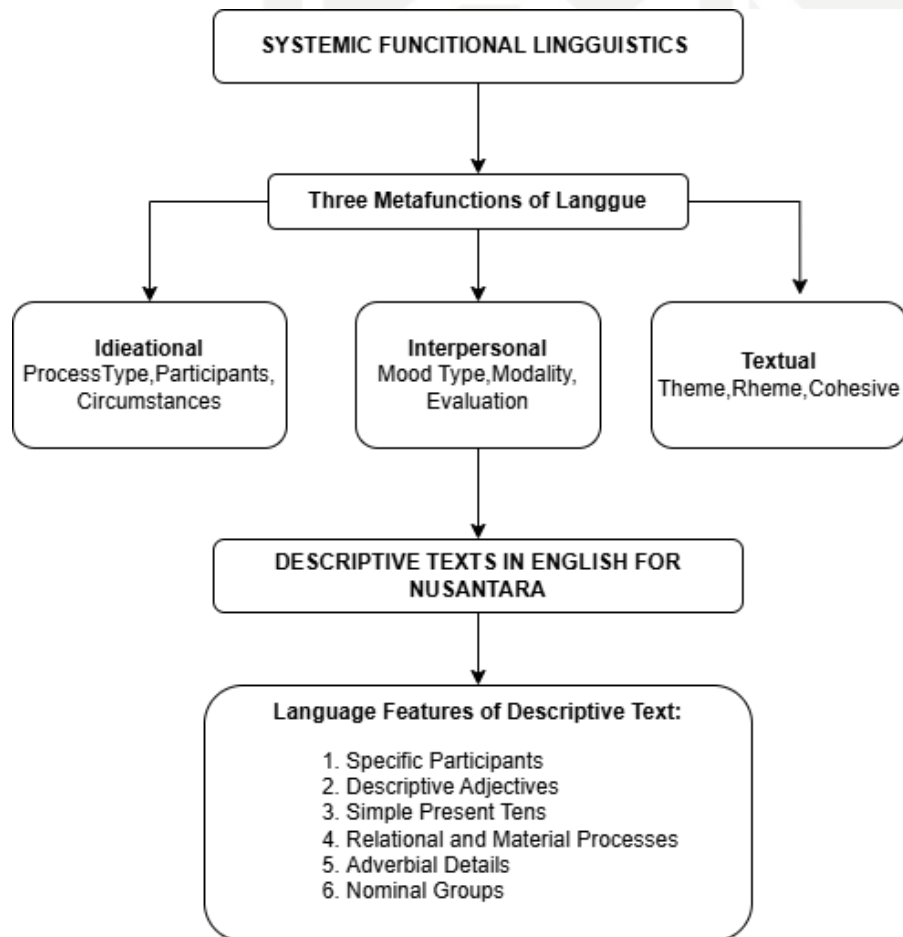 SYSTEMIC FUNCITIONAL LINGGUISTICS
Three Metafunctions of Langgue
Idieational
ProcessType,Participants,
Circumstances
Interpersonal
Mood Type,Modality,
Evaluation
Textual
Theme,Rheme,Cohesive
DESCRIPTIVE TEXTS IN ENGLISH FOR
NUSANTARA
Language Features of Descriptive Text:
1. Specific Participants
2. Descriptive Adjectives
3. Simple Present Tens
4. Relational and Material Processes
5. Adverbial Details
6. Nominal Groups